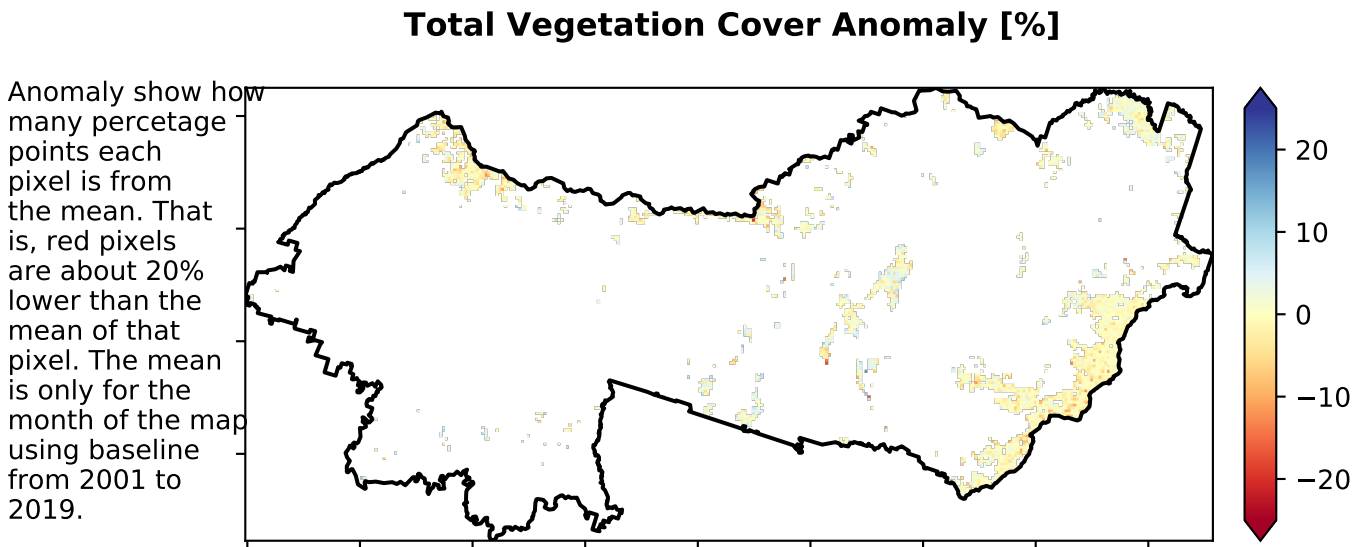 Total Vegetation Cover Anomaly [%]
Anomaly show how
many percetage
points each
pixel is from
the mean. That
is, red pixels
are about 20%
lower than the
mean of that
pixel. The mean
is only for the
month of the map
using baseline
from 2001 to
2019.
20
10
0
−10
−20